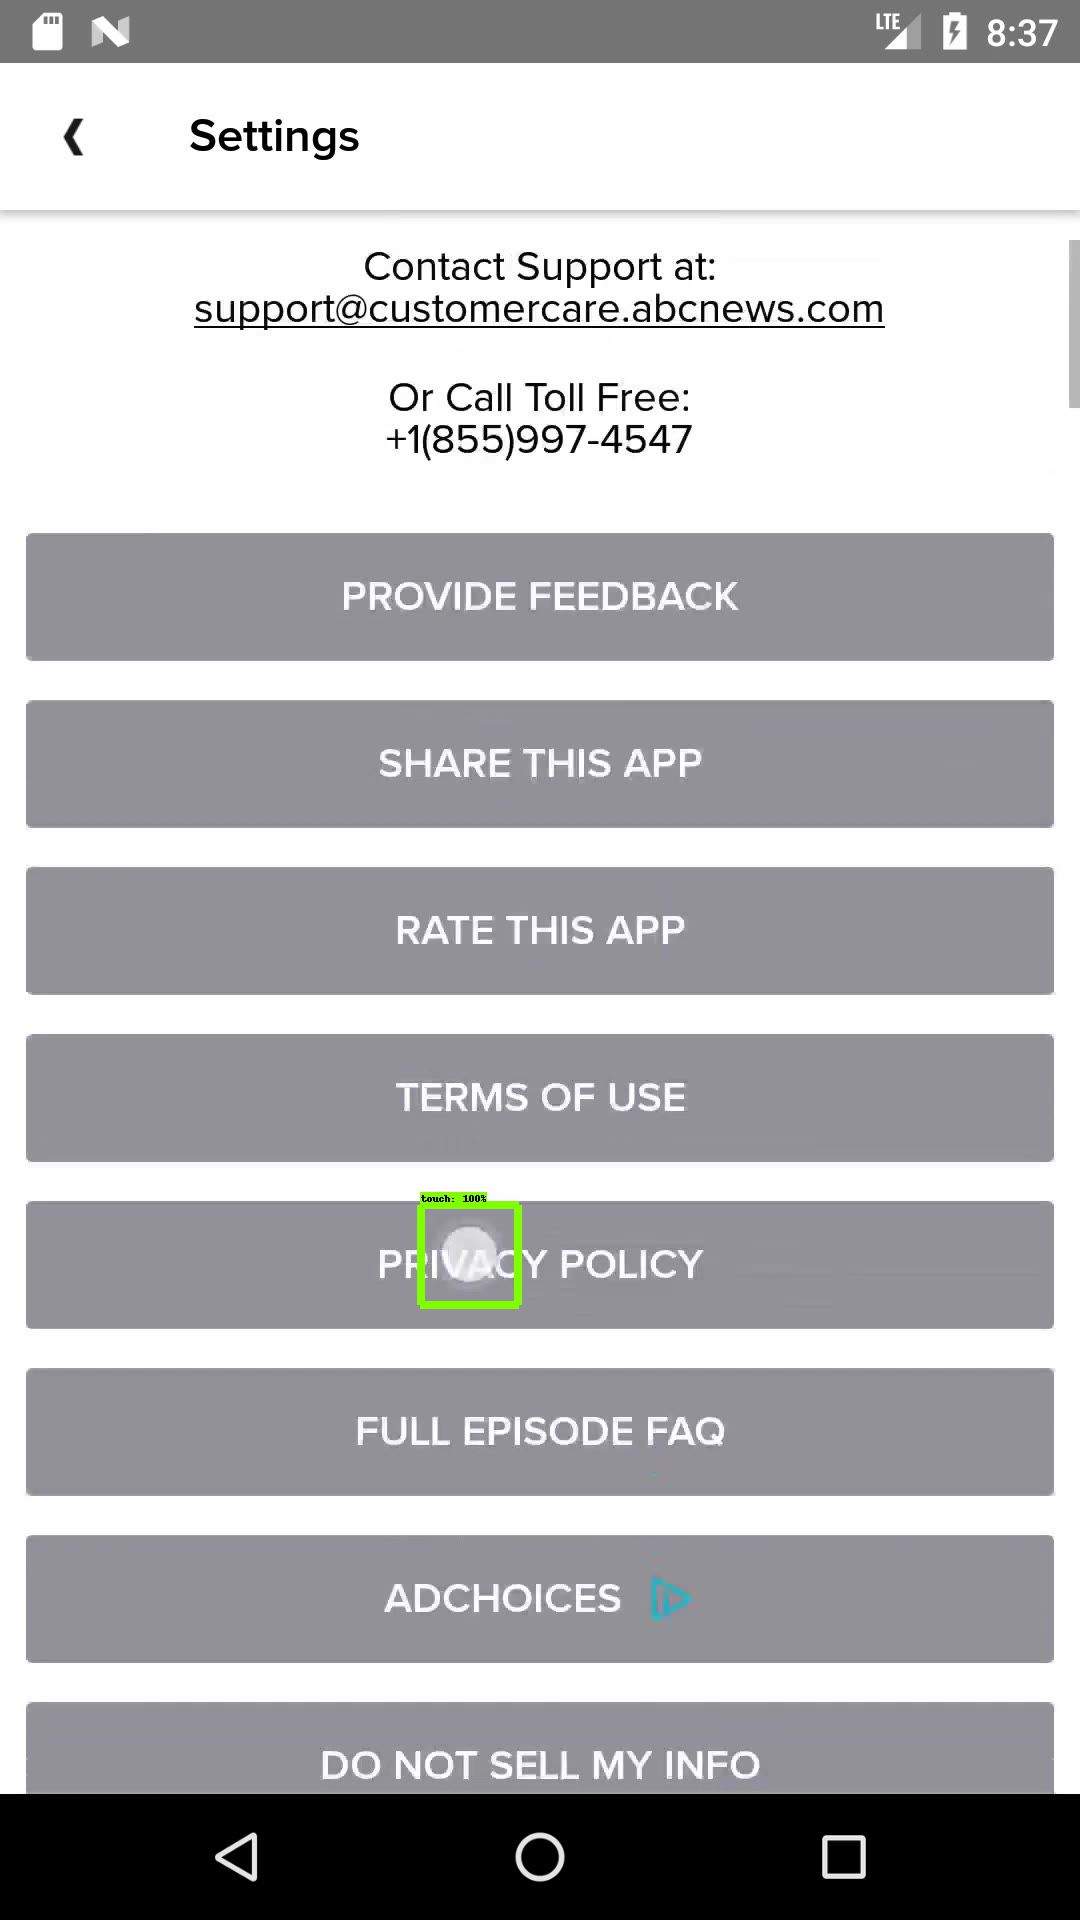 LTE 8:37
Settings
Contact Support at:
support@customercare.abcnews.com
Or Call Toll Free:
+1(855)997-4547
PROVIDE FEEDBACK
SHARE THIS APP
RATE THIS APP
TERMS OF USE
touch: 100%
PRIVACY POLICY
FULL EPISODE FAQ
ADCHOICES
DO NOT SELL MY INFO